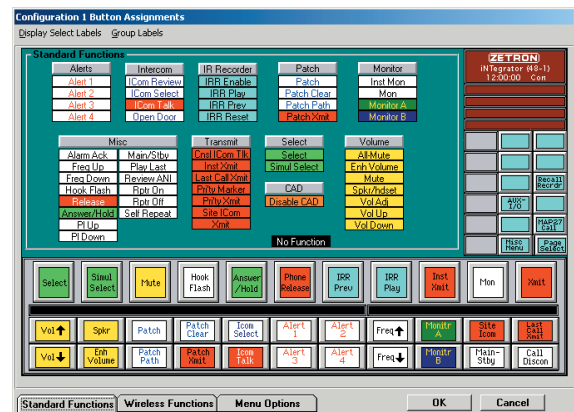 Configuration 1 Button Assignments
Display Select Labels Group Labels
Standard Functions
Alerts
Alert 1
Alert 2
Alert 3
Alert 4
Intercom
ICom Review
ICom Select
ICom Talk
Open Door
IR Recorder
IRR Enable
IRR Play
IRR Prev
IRR Reset
Patch
Patch
Patch Clear
Patch Path
Patch Xmit
Monitor
Inst Mon
Mon
Monitor A
Monitor B
Misc
Alarm Ack
Freq Up
Freq Down
Hook Flash
Release
Answer/Hold
Pl Up
Pl Down
Main/Stby
Play Last
Review ANI
Rptr On
Rptr Off
Self Repeat
Transmit
Cnsl ICom Tlk
Inst Xmit
Last Call Xmit
Prity Marker
Prity Xmit
Site ICom
Xmit
Select
Select
Simul Select
CAD
Disable CAD
No Function
Volume
All-Mute
Enh Volume
Mute
Spkr/hdset
Vol Adj
Vol Up
Vol Down
ZETRON
iNTegrator (48-1)
12:00:00 Con
Recall
Recrdr
AUX-
I/O
MAP27
Call
Misc
Menu
Page
Select
Select
Simul
Select
Mute
Hook
Flash
Answer
/Hold
Phone
Release
IRR
Prev
IRR
Play
Inst
Xmit
Mon
Xmit
Vol
Spkr
Patch
Patch
Clear
Icom
Select
Alert
1
Alert
2
Freq
Monitr
A
Site
Icom
Last
Call
Xmit
Vol
Enh
Volume
Patch
Path
Patch
Xmit
Icom
Talk
Alert
3
Alert
4
Freq
Monitr
B
Main-
Stby
Call
Discon
Standard Functions
Wireless Functions
Menu Options
OK
Cancel